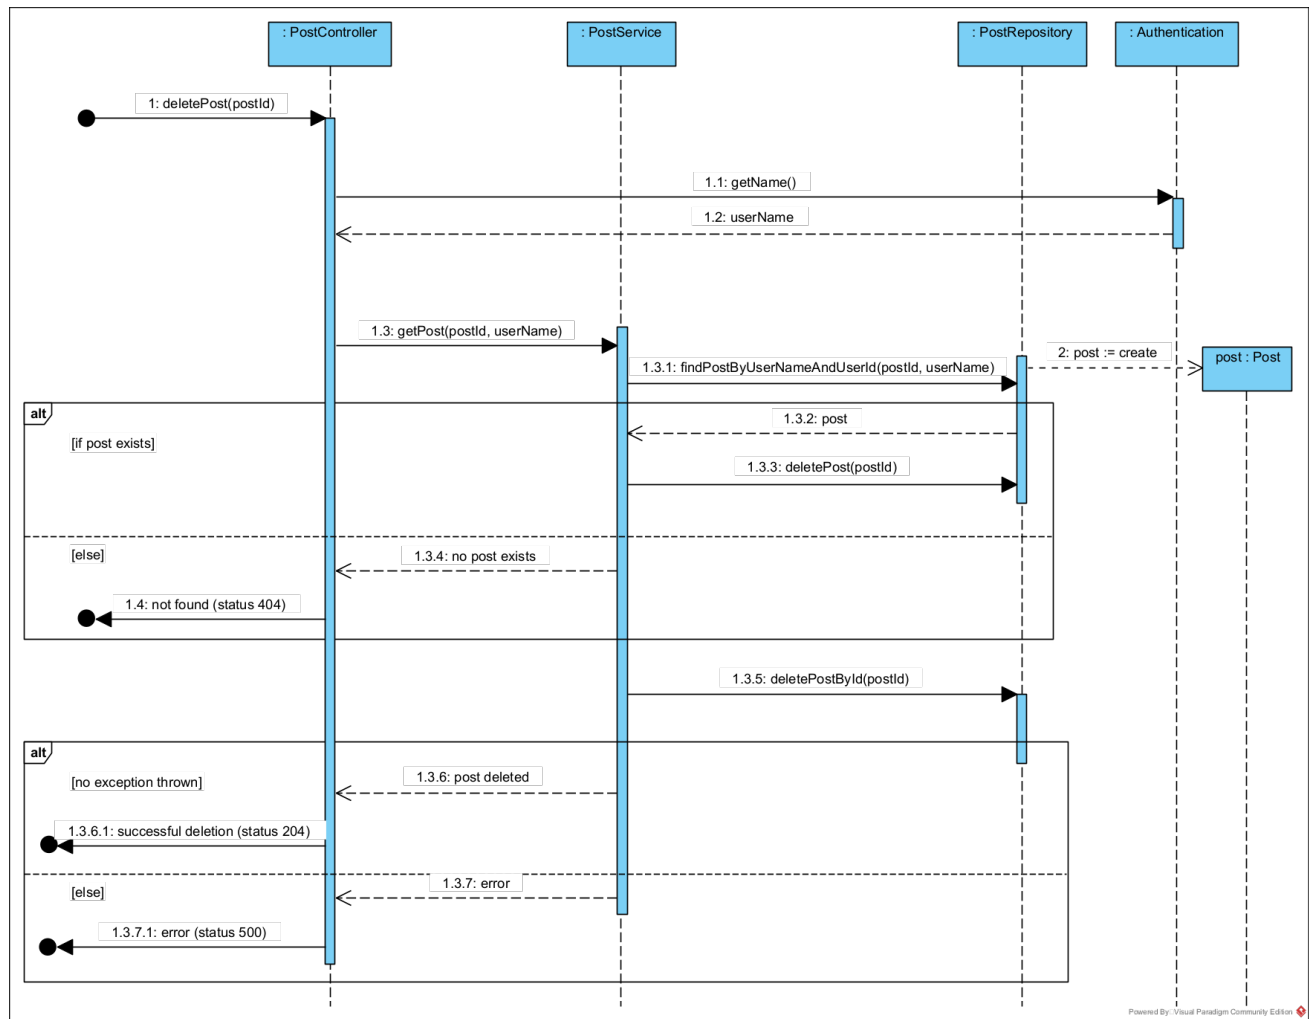 : PostController
: PostService
: PostRepository
: Authentication
1: deletePost(postId)
1.1: getName()
1.2: userName
1.3: getPost(postId, userName)
2: post := create
post : Post
1.3.1: findPostByUserNameAndUserId(postId, userName)
alt
1.3.2: post
[if post exists]
1.3.3: deletePost(postId)
[else]
1.3.4: no post exists
1.4: not found (status 404)
1.3.5: deletePostById(postId)
alt
[no exception thrown]
1.3.6: post deleted
1.3.6.1: successful deletion (status 204)
[else]
1.3.7: error
1.3.7.1: error (status 500)
Powered By: Visual Paradigm Community Edition